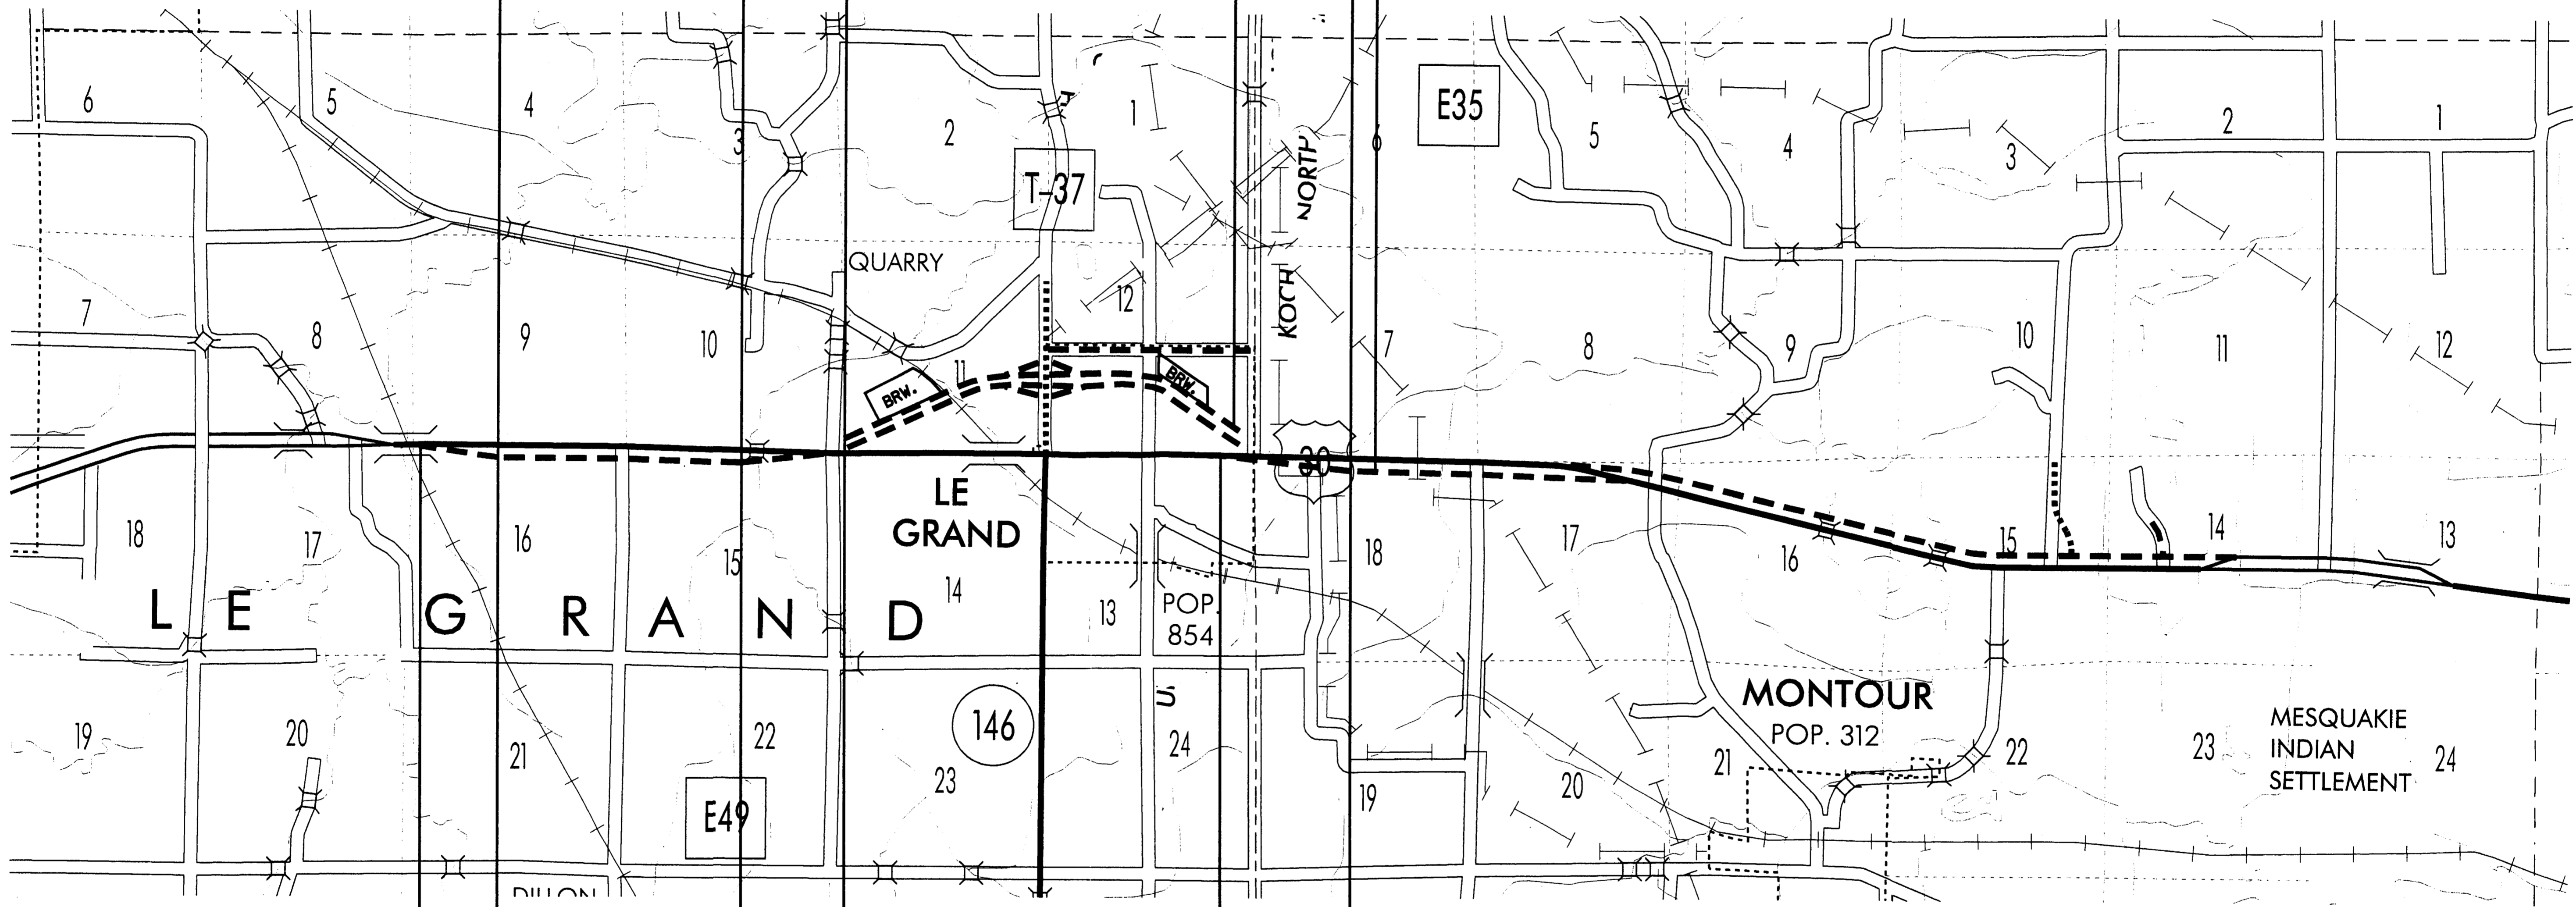 6
5
4
3
2
1
6
E35
5
4
3
2
1
T-37
NORTH
QUARRY
KOCH
7
8
9
10
11
12
7
8
9
10
11
12
BRW.
BRW.
30
LE
GRAND
18
17
16
15
14
13
18
17
16
15
14
13
POP.
854
L E G R A N D
19
20
21
22
23
24
19
20
21
22
23
24
146
E49
U
MONTOUR
POP. 312
MESQUAKIE
INDIAN
SETTLEMENT
DILLON